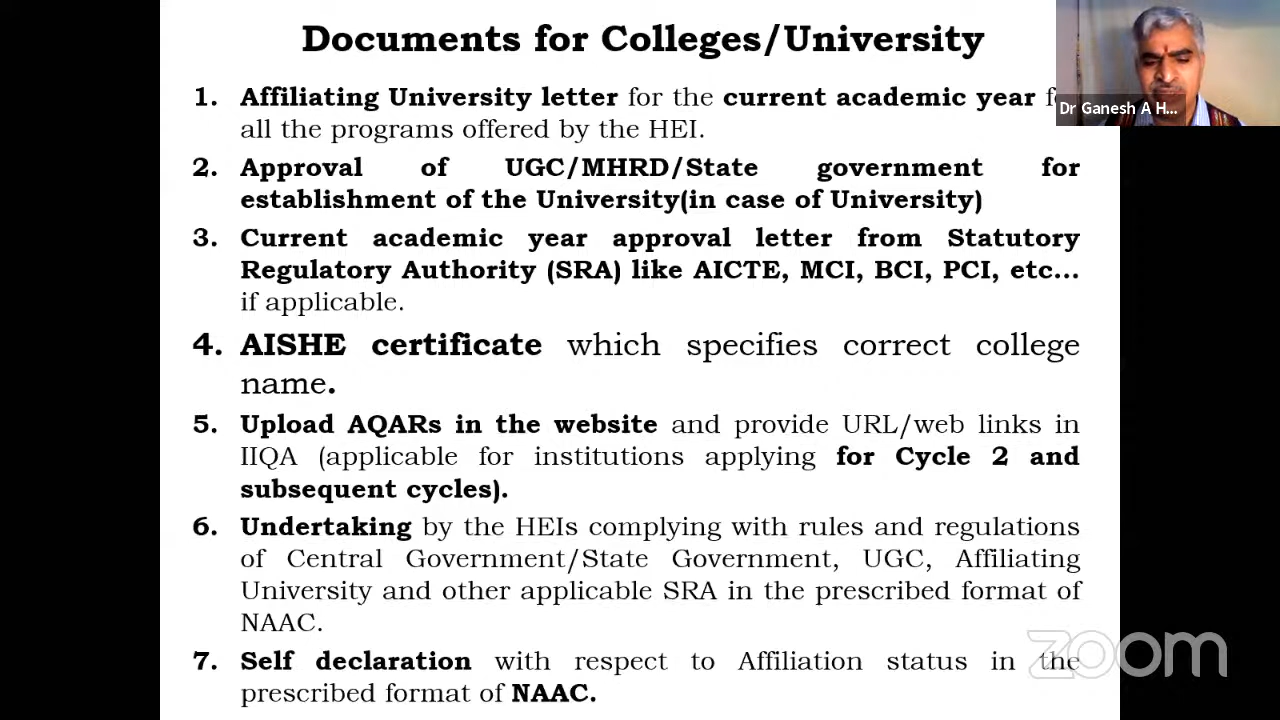 Documents for Colleges/University
1. Affiliating University letter for the current academic year
all the programs offered by the HEI.
2. Approval of UGC/MHRD/State government for
establishment of the University(in case of University)
3. Current academic year approval letter from Statutory
Regulatory Authority (SRA) like AICTE, MCI, BCI, PCI, etc...
if applicable.
4. AISHE certificate which specifies correct college
name.
5. Upload AQARs in the website and provide URL/web links in
IIQA (applicable for institutions applying for Cycle 2 and
subsequent cycles).
6. Undertaking by the HEIs complying with rules and regulations
of Central Government/State Government, UGC, Affiliating
University and other applicable SRA in the prescribed format of
NAAC.
7. Self declaration with respect to Affiliation status in the
prescribed format of NAAC.
Dr Ganesh A H...
zoom